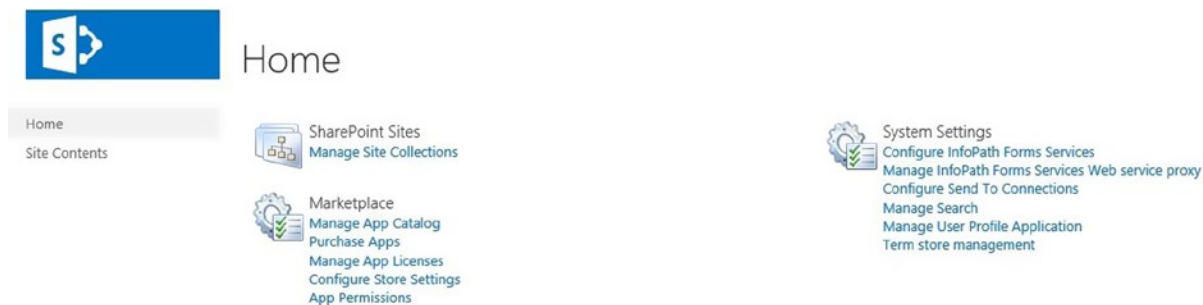 S
Home
Home
Site Contents
SharePoint Sites
Manage Site Collections
Marketplace
Manage App Catalog
Purchase Apps
Manage App Licenses
Configure Store Settings
App Permissions
System Settings
Configure InfoPath Forms Services
Manage InfoPath Forms Services Web service proxy
Configure Send To Connections
Manage Search
Manage User Profile Application
Term store management